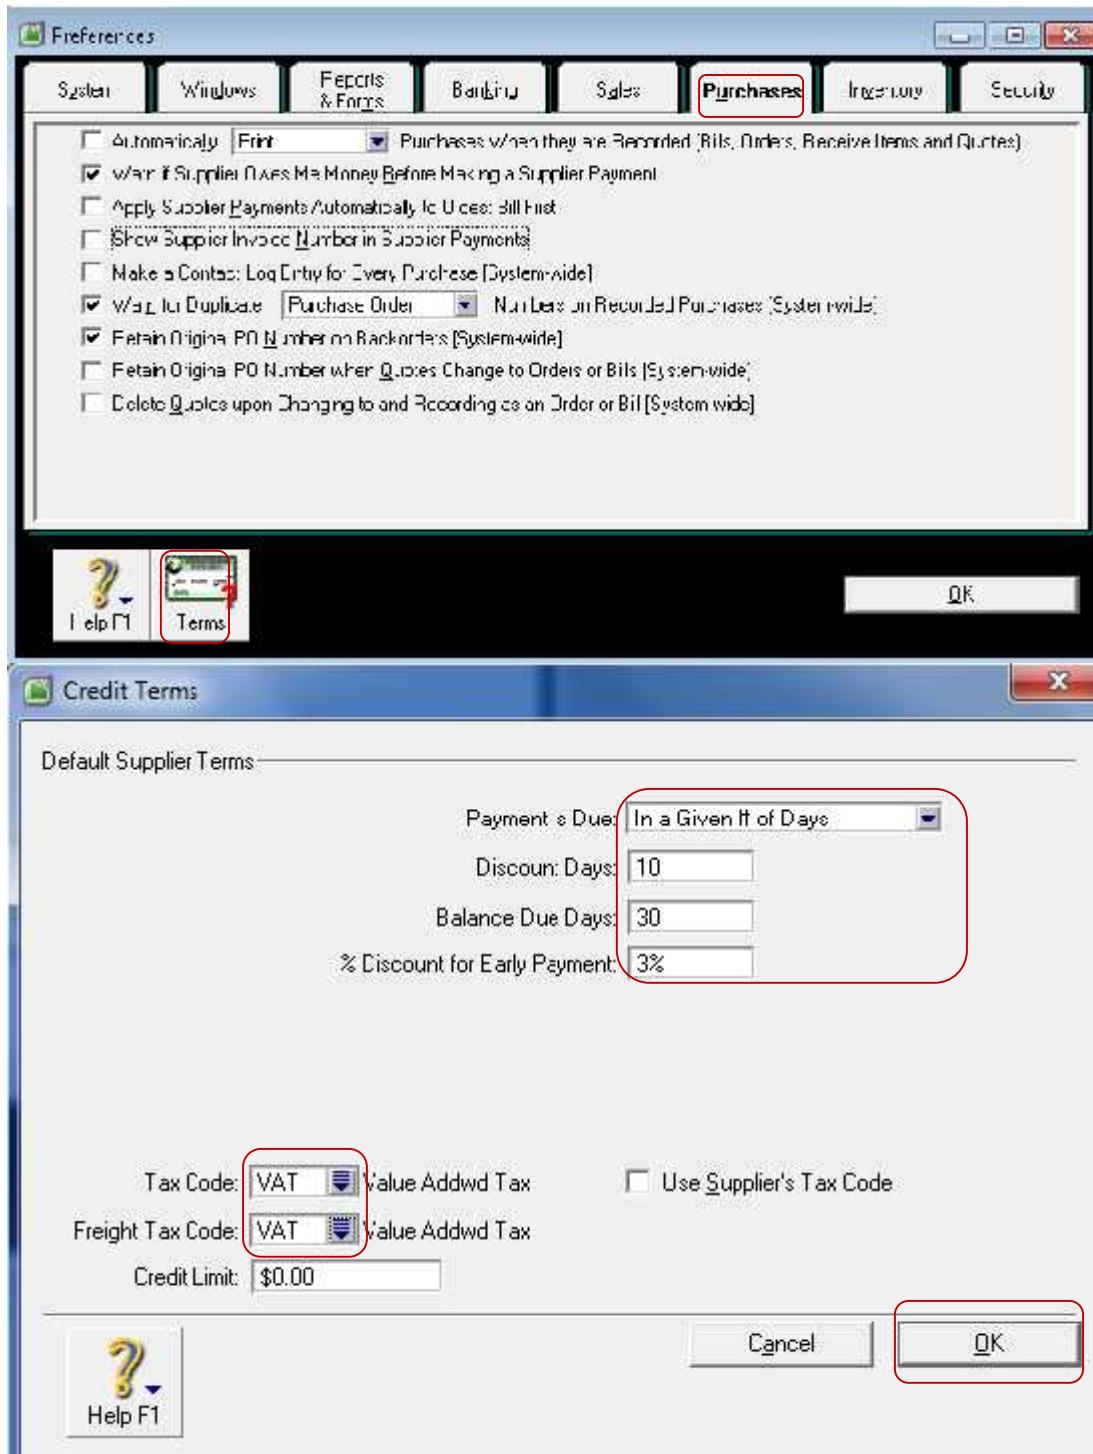 Preferences
System Windows Reports & Forms Banking Sales Purchases Inventory Security
Automatically Print Purchases when they are Recorded (Bills, Orders, Receive Items and Quotes)
Warn if Supplier Owes Me Money Before Making a Supplier Payment
Apply Supplier Payments Automatically to Oldest Bill First
Show Supplier Invoice Number in Supplier Payments
Make a Contact Log Entry for Every Purchase [System-wide]
Warn for Duplicate Purchase Order Numbers on Recorded Purchases [System-wide]
Retain Original PO Number on Backorders [System-wide]
Retain Original PO Number when Quotes Change to Orders or Bills [System-wide]
Delete Quotes upon Changing to and Recording as an Order or Bill [System-wide]
Help F1 Terms OK
Credit Terms
Default Supplier Terms
Payment is Due: In a Given # of Days
Discount Days: 10
Balance Due Days: 30
% Discount for Early Payment: 3%
Tax Code: VAT Value Addwd Tax Use Supplier's Tax Code
Freight Tax Code: VAT Value Addwd Tax
Credit Limit: $0.00
Cancel OK
Help F1